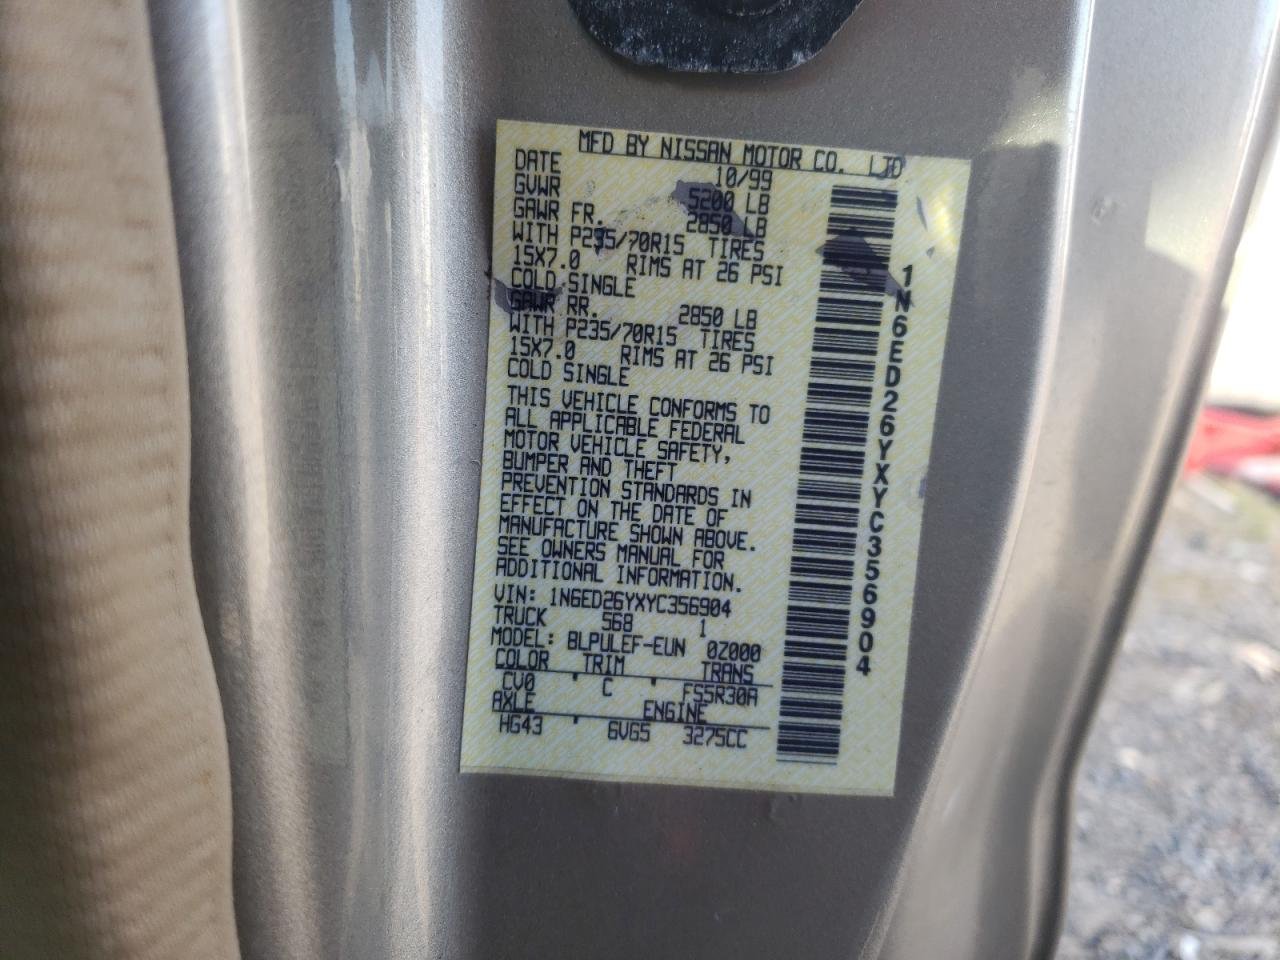 MFD BY NISSAN MOTOR CO. LTD
DATE 10/99
GVWR 5200 LB
GAWR FR. 2850 LB
WITH P235/70R15 TIRES
15X7.0 RIMS AT 26 PSI
COLD SINGLE
GAWR RR. 2850 LB
WITH P235/70R15 TIRES
15X7.0 RIMS AT 26 PSI
COLD SINGLE
THIS VEHICLE CONFORMS TO
ALL APPLICABLE FEDERAL
MOTOR VEHICLE SAFETY,
BUMPER AND THEFT
PREVENTION STANDARDS IN
EFFECT ON THE DATE OF
MANUFACTURE SHOWN ABOVE.
SEE OWNERS MANUAL FOR
ADDITIONAL INFORMATION.
VIN: 1N6ED26YXYC356904
TRUCK 568 1
MODEL: BLPULEF-EUN 0Z000
COLOR TRIM TRANS
CV0 C FS5R30A
AXLE ENGINE
HG43 6VG5 3275CC
1N6ED26YXYC356904